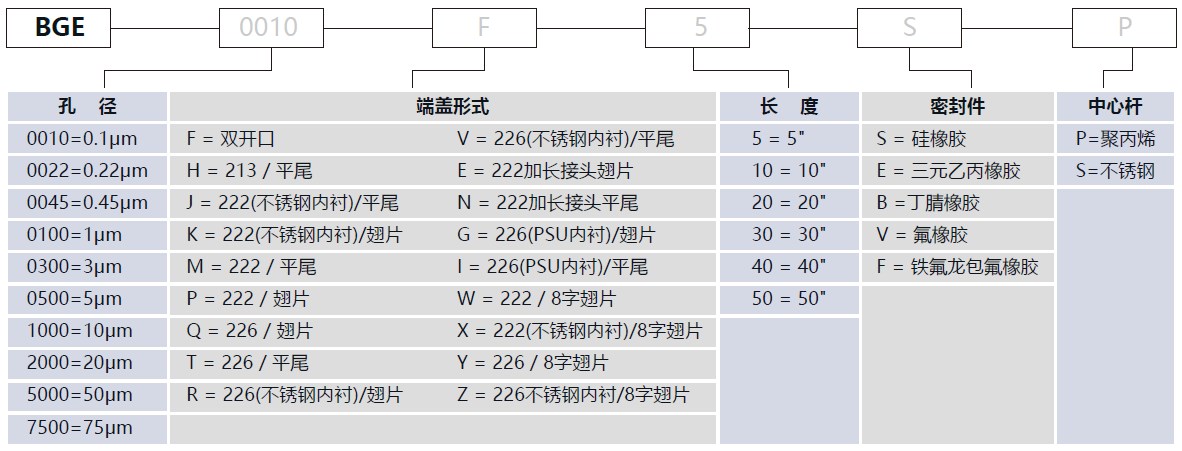 BGE 0010 F 5 S P
孔 径 端盖形式 长 度 密封件 中心杆
0010=0.1μm F = 双开口 V = 226(不锈钢内衬)/平尾 5 = 5" S = 硅橡胶 P=聚丙烯
0022=0.22μm H = 213 / 平尾 E = 222加长接头翅片 10 = 10" E = 三元乙丙橡胶 S=不锈钢
0045=0.45μm J = 222(不锈钢内衬)/平尾 N = 222加长接头平尾 20 = 20" B =丁腈橡胶
0100=1μm K = 222(不锈钢内衬)/翅片 G = 226(PSU内衬)/翅片 30 = 30" V = 氟橡胶
0300=3μm M = 222 / 平尾 I = 226(PSU内衬)/平尾 40 = 40" F = 铁氟龙包氟橡胶
0500=5μm P = 222 / 翅片 W = 222 / 8字翅片 50 = 50"
1000=10μm Q = 226 / 翅片 X = 222(不锈钢内衬)/8字翅片
2000=20μm T = 226 / 平尾 Y = 226 / 8字翅片
5000=50μm R = 226(不锈钢内衬)/翅片 Z = 226不锈钢内衬/8字翅片
7500=75μm